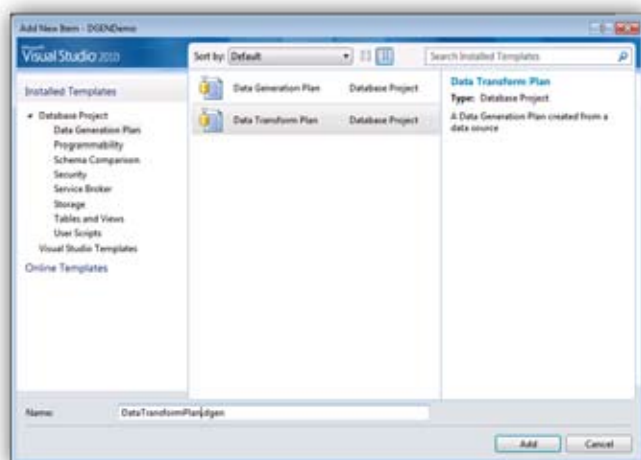 Add New Item - DGENDemo
Microsoft
Visual Studio 2010
Sort by: Default
Search Installed Templates
Installed Templates
Database Project
Data Generation Plan
Programmability
Schema Comparison
Security
Service Broker
Storage
Tables and Views
User Scripts
Visual Studio Templates
Online Templates
Data Generation Plan Database Project
Data Transform Plan Database Project
Data Transform Plan
Type: Database Project
A Data Generation Plan created from a
data source
Name: DataTransformPlan.dgen
Add Cancel